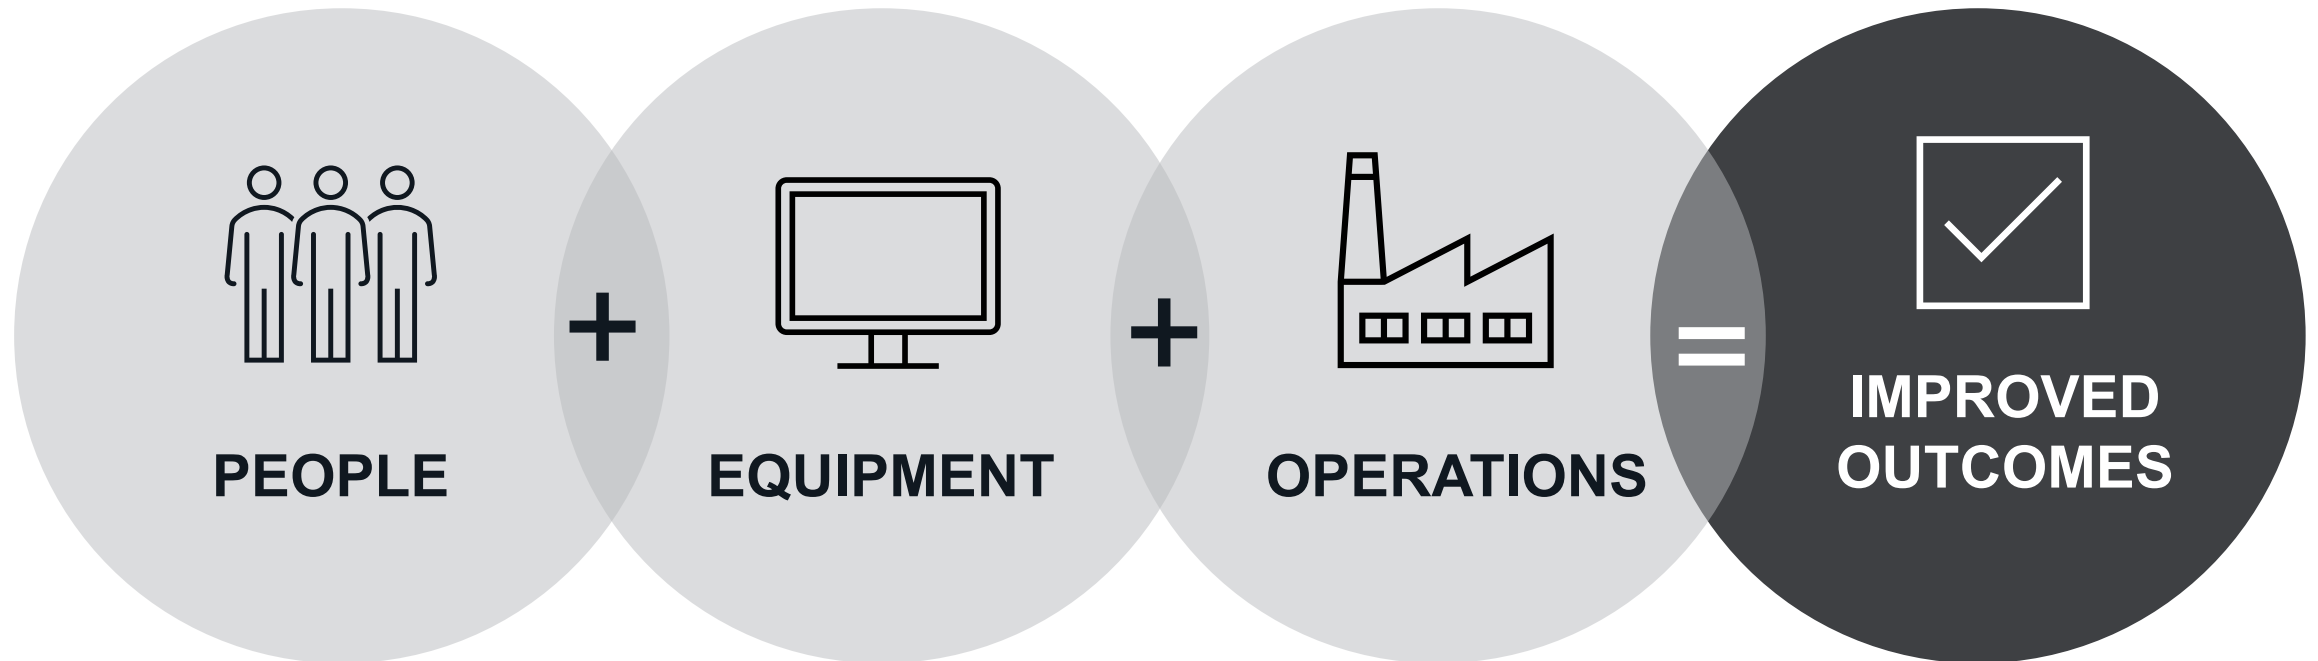 PEOPLE
+
EQUIPMENT
+
OPERATIONS
=
IMPROVED
OUTCOMES